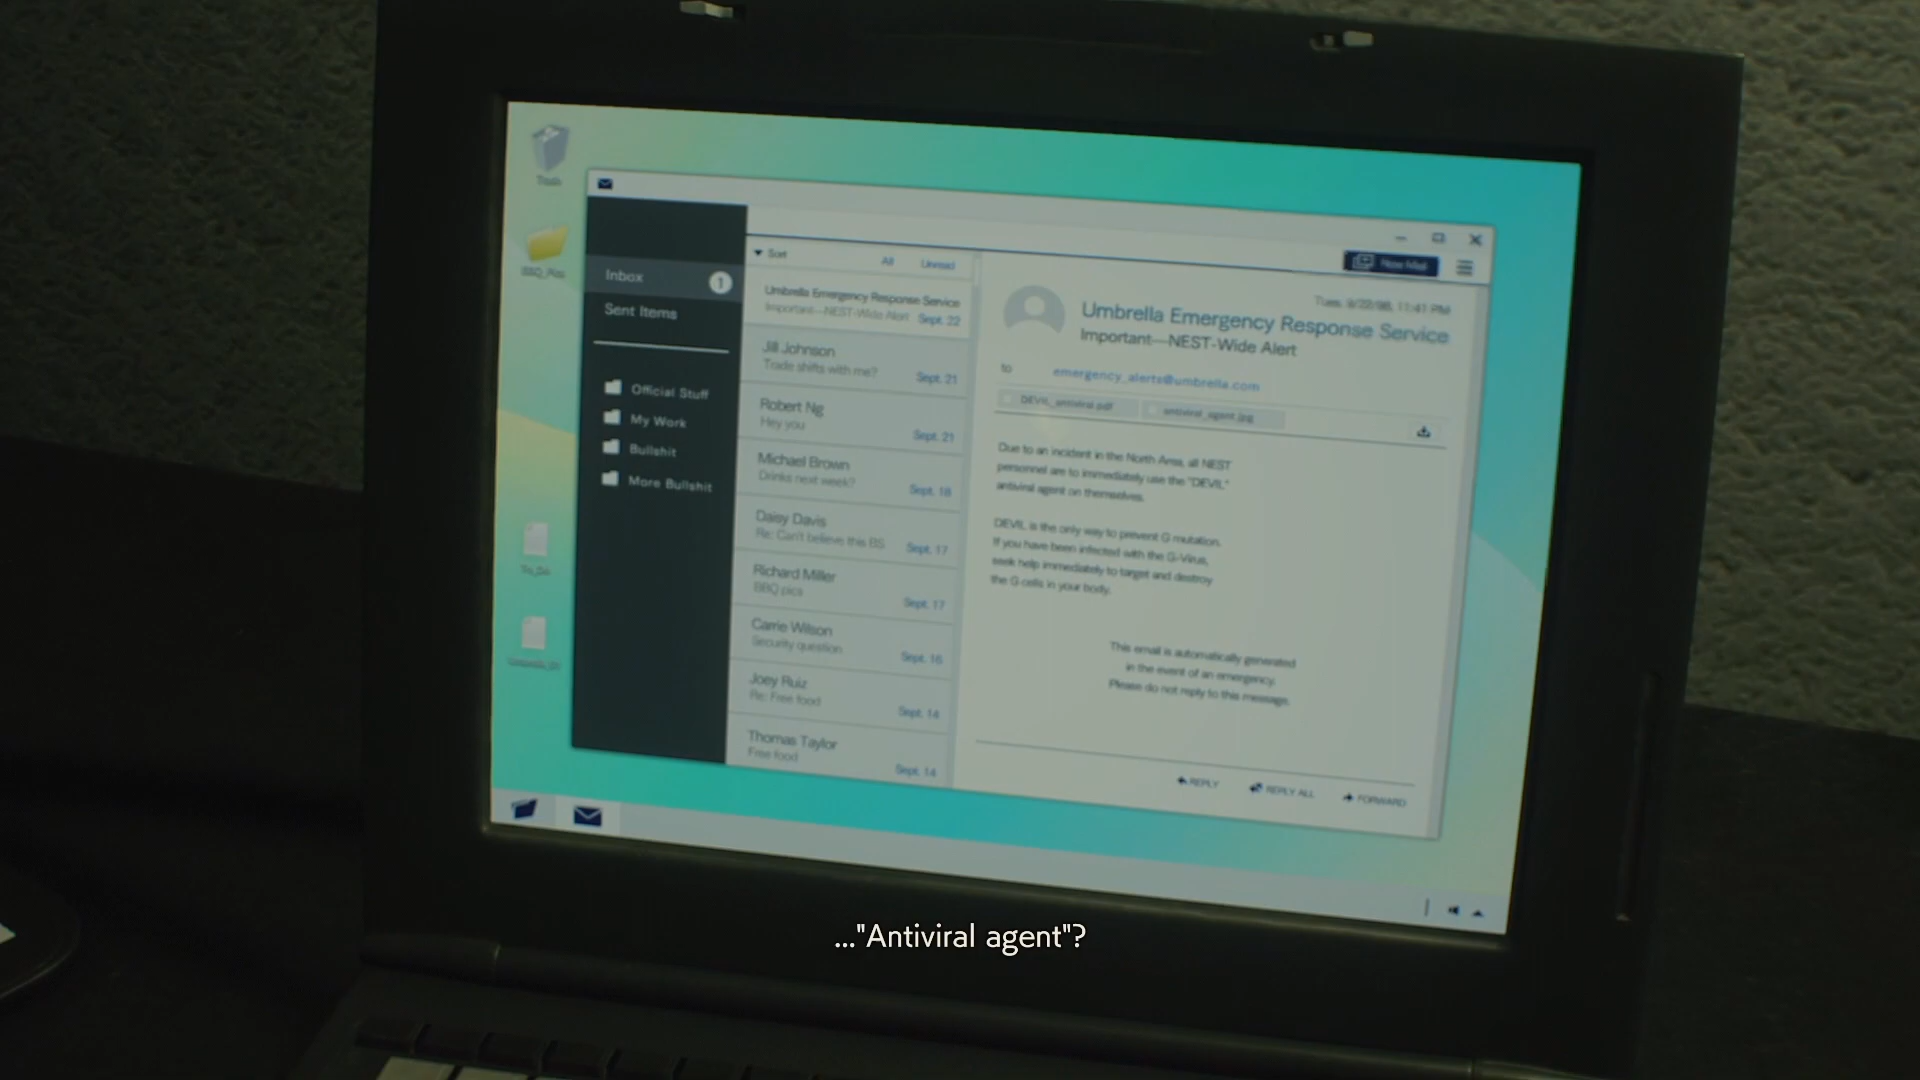 Trash
BBQ_Pics
Inbox
1
Sent Items
Official Stuff
My Work
Bullshit
More Bullshit
Sort
All
Unread
Umbrella Emergency Response Service
Important—NEST-Wide Alert
Sept. 22
Jill Johnson
Trade shifts with me?
Sept. 21
Robert Ng
Hey you
Sept. 21
Michael Brown
Drinks next week?
Sept. 18
Daisy Davis
Re: Can't believe this BS
Sept. 17
Richard Miller
BBQ pics
Sept. 17
Carrie Wilson
Security question
Sept. 16
Joey Ruiz
Re: Free food
Sept. 14
Thomas Taylor
Free food
Sept. 14
New Mail
Tues. 9/22/98, 11:41 PM
Umbrella Emergency Response Service
Important—NEST-Wide Alert
to
emergency_alerts@umbrella.com
DEVIL_antiviral.pdf
antiviral_agent.jpg
Due to an incident in the North Area, all NEST
personnel are to immediately use the "DEVIL"
antiviral agent on themselves.
DEVIL is the only way to prevent G mutation.
If you have been infected with the G-Virus,
seek help immediately to target and destroy
the G cells in your body.
This email is automatically generated
in the event of an emergency.
Please do not reply to this message.
REPLY
REPLY ALL
FORWARD
..."Antiviral agent"?